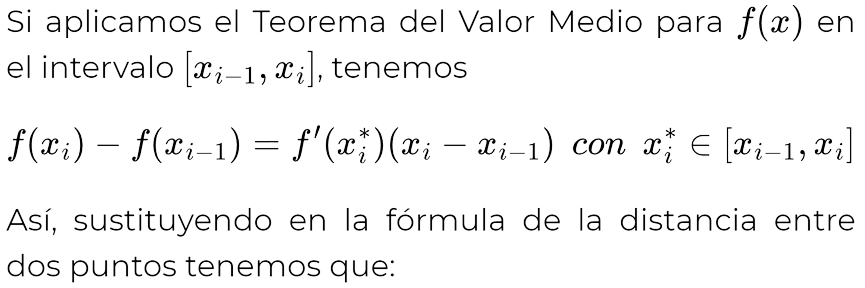 Si aplicamos el Teorema del Valor Medio para $f(x)$ en
el intervalo $[x_{i-1}, x_i]$, tenemos
$f(x_i) - f(x_{i-1}) = f'(x_i^*)(x_i - x_{i-1}) \ \ con \ \ x_i^* \in [x_{i-1}, x_i]$
Así, sustituyendo en la fórmula de la distancia entre
dos puntos tenemos que: